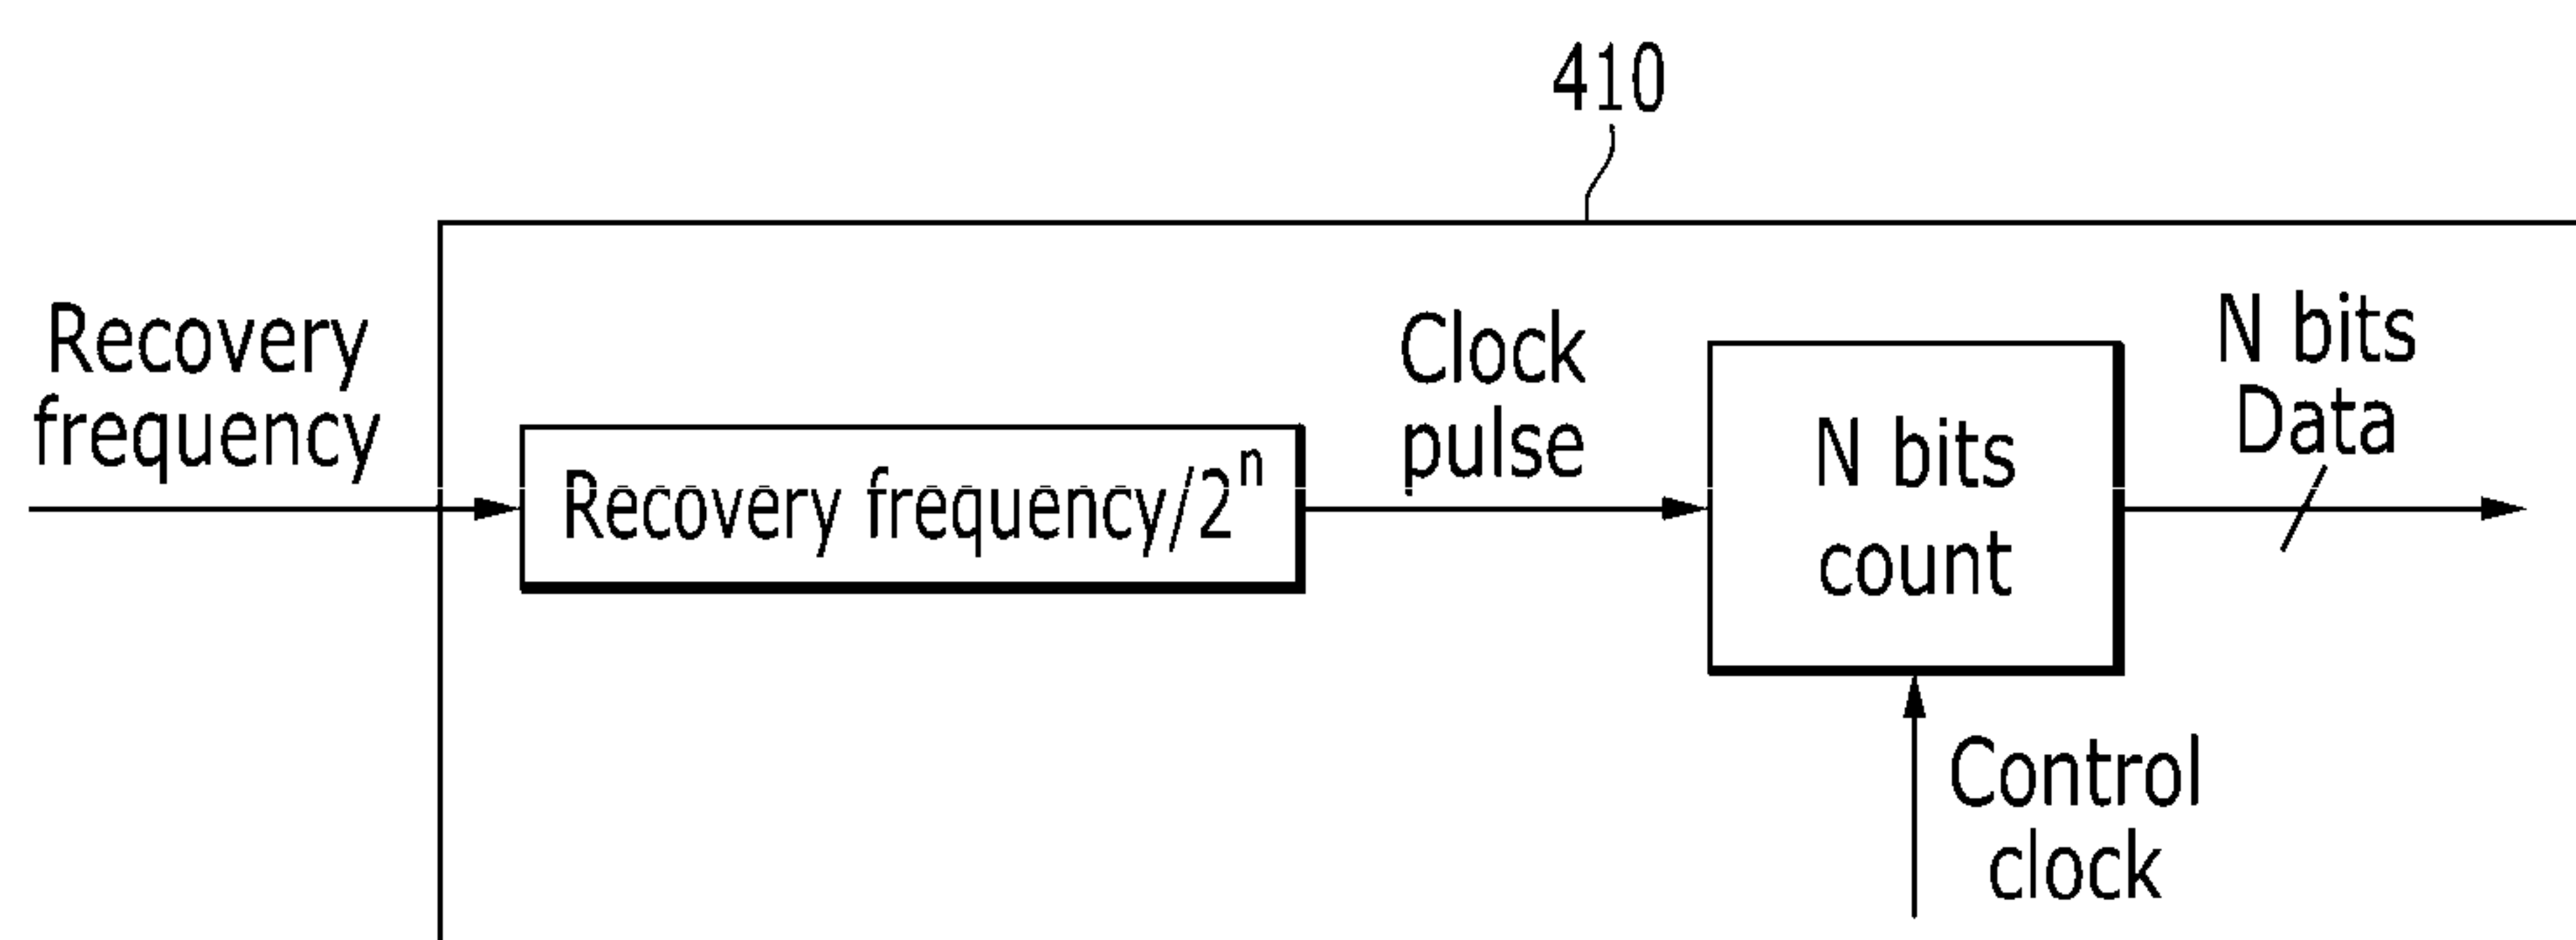 410
Recovery
frequency
Recovery frequency/2ⁿ
Clock
pulse
N bits
count
N bits
Data
Control
clock